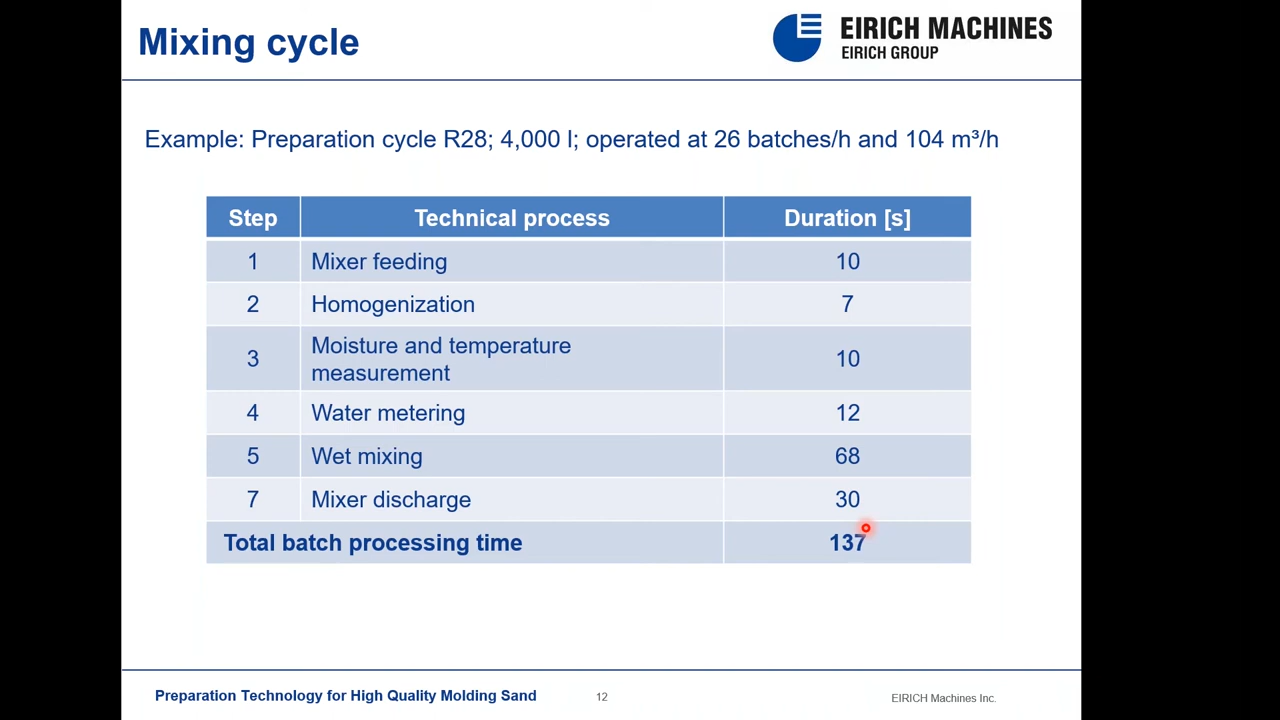 Mixing cycle
EIRICH MACHINES
EIRICH GROUP
Example: Preparation cycle R28; 4,000 l; operated at 26 batches/h and 104 m³/h
Step Technical process Duration [s]
1 Mixer feeding 10
2 Homogenization 7
3 Moisture and temperature measurement 10
4 Water metering 12
5 Wet mixing 68
7 Mixer discharge 30
Total batch processing time 137
Preparation Technology for High Quality Molding Sand 12 EIRICH Machines Inc.